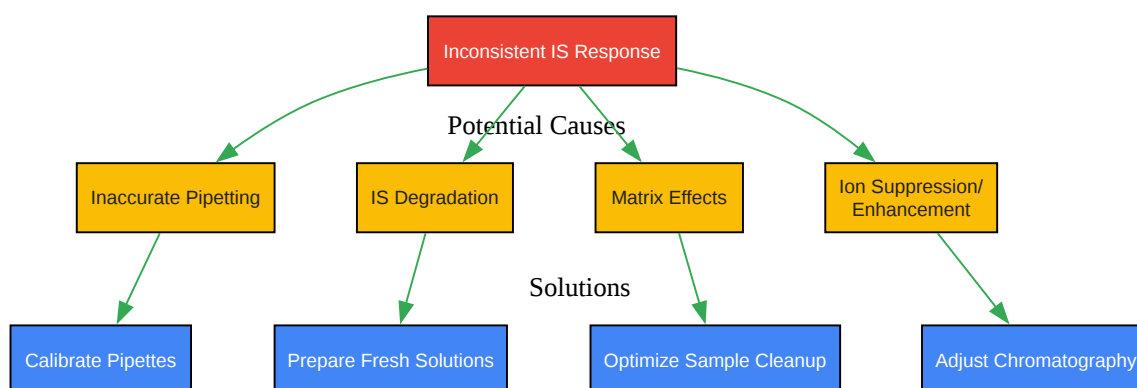 Inconsistent IS Response
Potential Causes
Inaccurate Pipetting
IS Degradation
Matrix Effects
Ion Suppression/
Enhancement
Solutions
Calibrate Pipettes
Prepare Fresh Solutions
Optimize Sample Cleanup
Adjust Chromatography